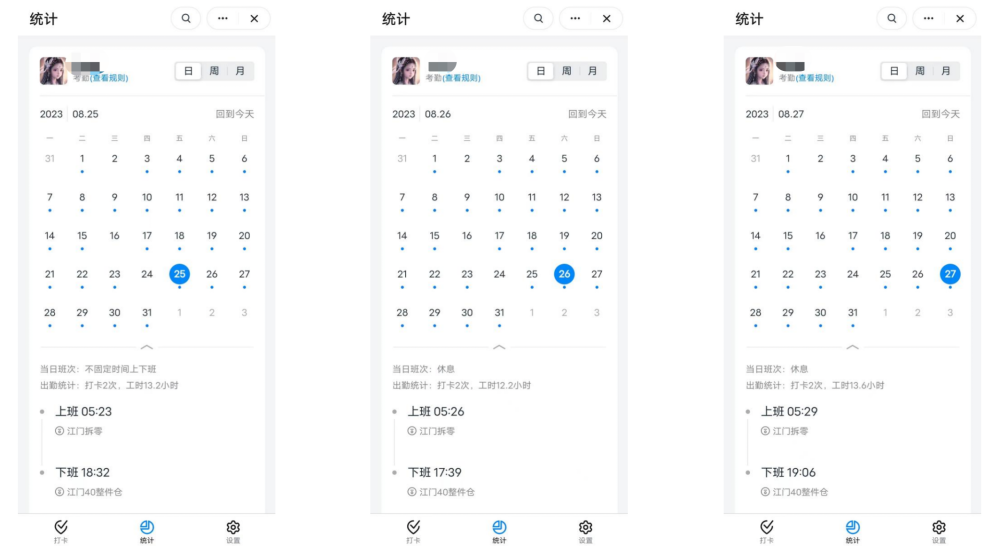 统计
考勤(查看规则)
日 周 月
2023 08.25
回到今天
一 二 三 四 五 六 日
31 1 2 3 4 5 6
7 8 9 10 11 12 13
14 15 16 17 18 19 20
21 22 23 24 25 26 27
28 29 30 31 1 2 3
当日班次：不固定时间上下班
出勤统计：打卡2次，工时13.2小时
上班 05:23
江门拆零
下班 18:32
江门40整件仓
打卡 统计 设置
统计
考勤(查看规则)
日 周 月
2023 08.26
回到今天
一 二 三 四 五 六 日
31 1 2 3 4 5 6
7 8 9 10 11 12 13
14 15 16 17 18 19 20
21 22 23 24 25 26 27
28 29 30 31 1 2 3
当日班次：休息
出勤统计：打卡2次，工时12.2小时
上班 05:26
江门拆零
下班 17:39
江门40整件仓
打卡 统计 设置
统计
考勤(查看规则)
日 周 月
2023 08.27
回到今天
一 二 三 四 五 六 日
31 1 2 3 4 5 6
7 8 9 10 11 12 13
14 15 16 17 18 19 20
21 22 23 24 25 26 27
28 29 30 31 1 2 3
当日班次：休息
出勤统计：打卡2次，工时13.6小时
上班 05:29
江门拆零
下班 19:06
江门40整件仓
打卡 统计 设置